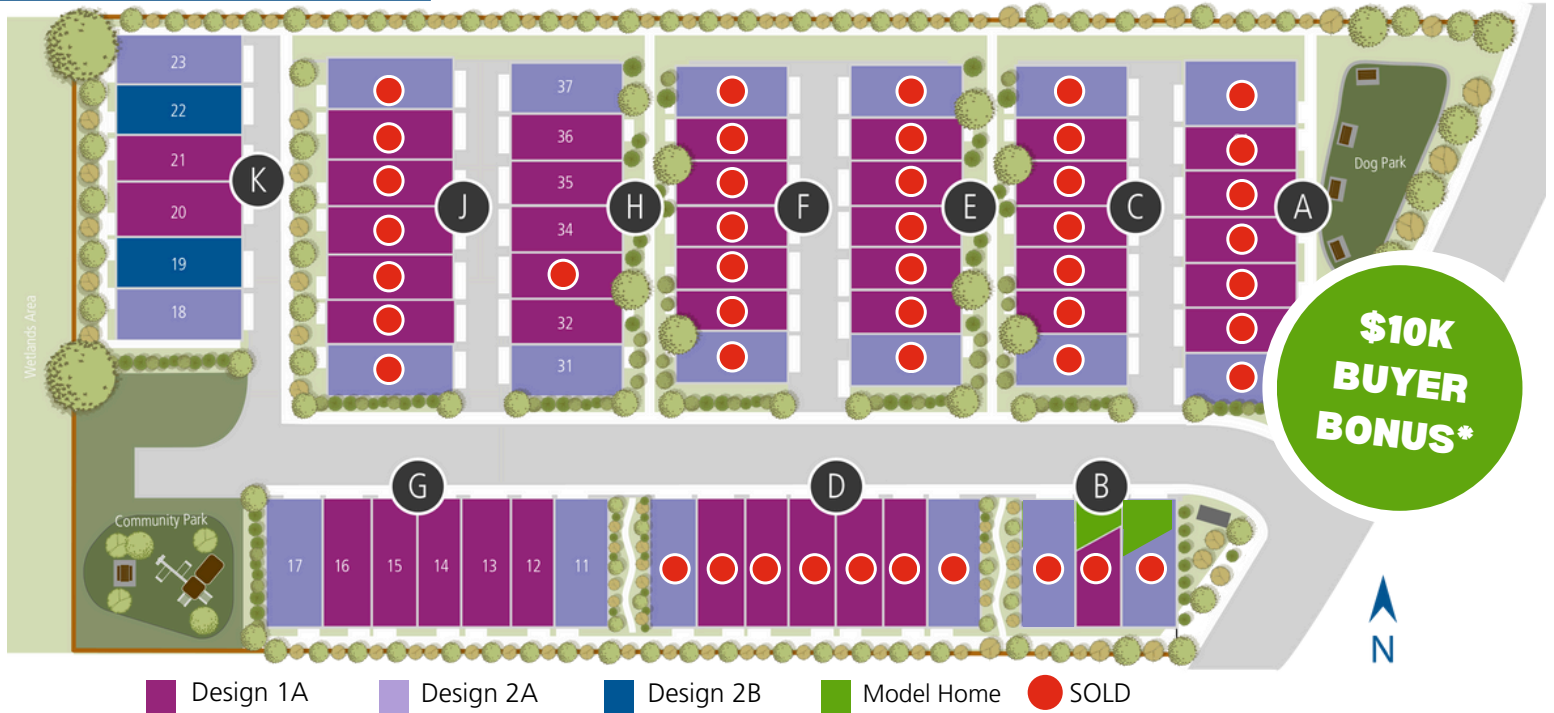 23
22
21
20
19
18
K
J
37
36
35
34
32
31
H
F
E
C
A
Dog Park
Wetlands Area
$10K
BUYER
BONUS*
G
D
B
Community Park
17
16
15
14
13
12
11
N
Design 1A
Design 2A
Design 2B
Model Home
SOLD